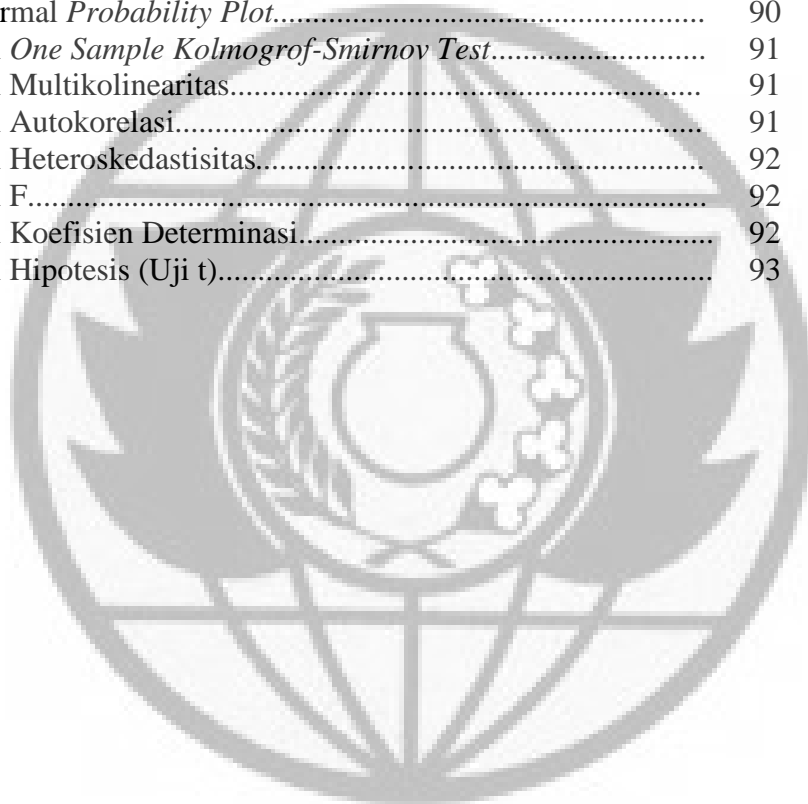 Probability Plot.......................................................... 90
One Sample Kolmogrof-Smirnov Test............................ 91
Multikolinearitas............................................................. 91
Autokorelasi.................................................................... 91
Heteroskedastisitas.......................................................... 92
F....................................................................................... 92
Koefisien Determinasi...................................................... 92
Hipotesis (Uji t)................................................................ 93